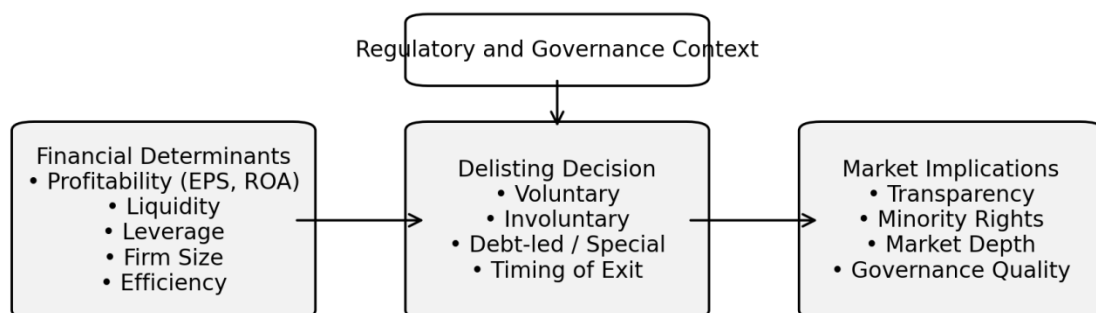 Regulatory and Governance Context
Financial Determinants
• Profitability (EPS, ROA)
• Liquidity
• Leverage
• Firm Size
• Efficiency
Delisting Decision
• Voluntary
• Involuntary
• Debt-led / Special
• Timing of Exit
Market Implications
• Transparency
• Minority Rights
• Market Depth
• Governance Quality